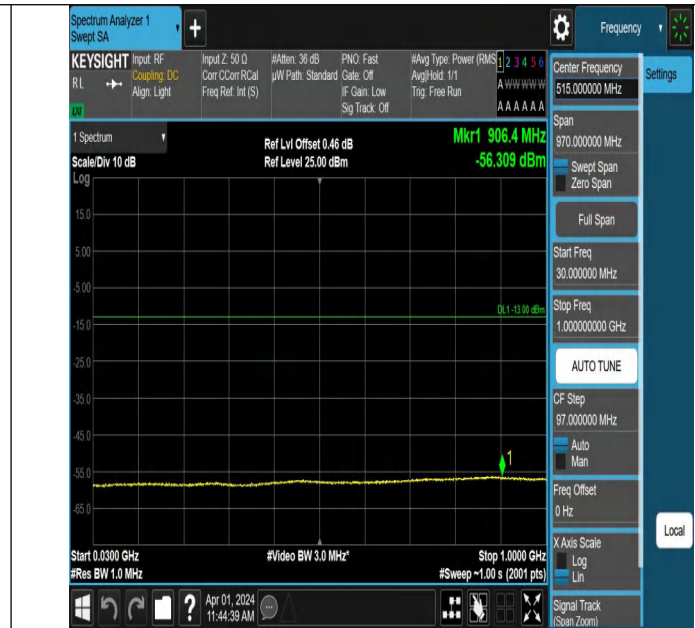 Spectrum Analyzer 1
Swept SA
+
Frequency
KEYSIGHT
RL
LXI
Input: RF
Coupling: DC
Align: Light
Input Z: 50 Ω
Corr CCorr RCal
Freq Ref: Int (S)
#Atten: 36 dB
µW Path: Standard
PNO: Fast
Gate: Off
IF Gain: Low
Sig Track: Off
#Avg Type: Power (RMS
Avg|Hold: 1/1
Trig: Free Run
1 2 3 4 5 6
A W W W W W
A A A A A A
1 Spectrum
Scale/Div 10 dB
Log
Ref Lvl Offset 0.46 dB
Ref Level 25.00 dBm
Mkr1 906.4 MHz
-56.309 dBm
15.0
5.00
-5.00
-15.0
-25.0
-35.0
-45.0
-55.0
-65.0
DL1 -13.00 dBm
1
Start 0.0300 GHz
#Res BW 1.0 MHz
#Video BW 3.0 MHz*
Stop 1.0000 GHz
#Sweep ~1.00 s (2001 pts)
?
Apr 01, 2024
11:44:39 AM
Center Frequency
515.000000 MHz
Span
970.000000 MHz
Swept Span
Zero Span
Full Span
Start Freq
30.000000 MHz
Stop Freq
1.000000000 GHz
AUTO TUNE
CF Step
97.000000 MHz
Auto
Man
Freq Offset
0 Hz
X Axis Scale
Log
Lin
Signal Track
(Span Zoom)
Settings
Local